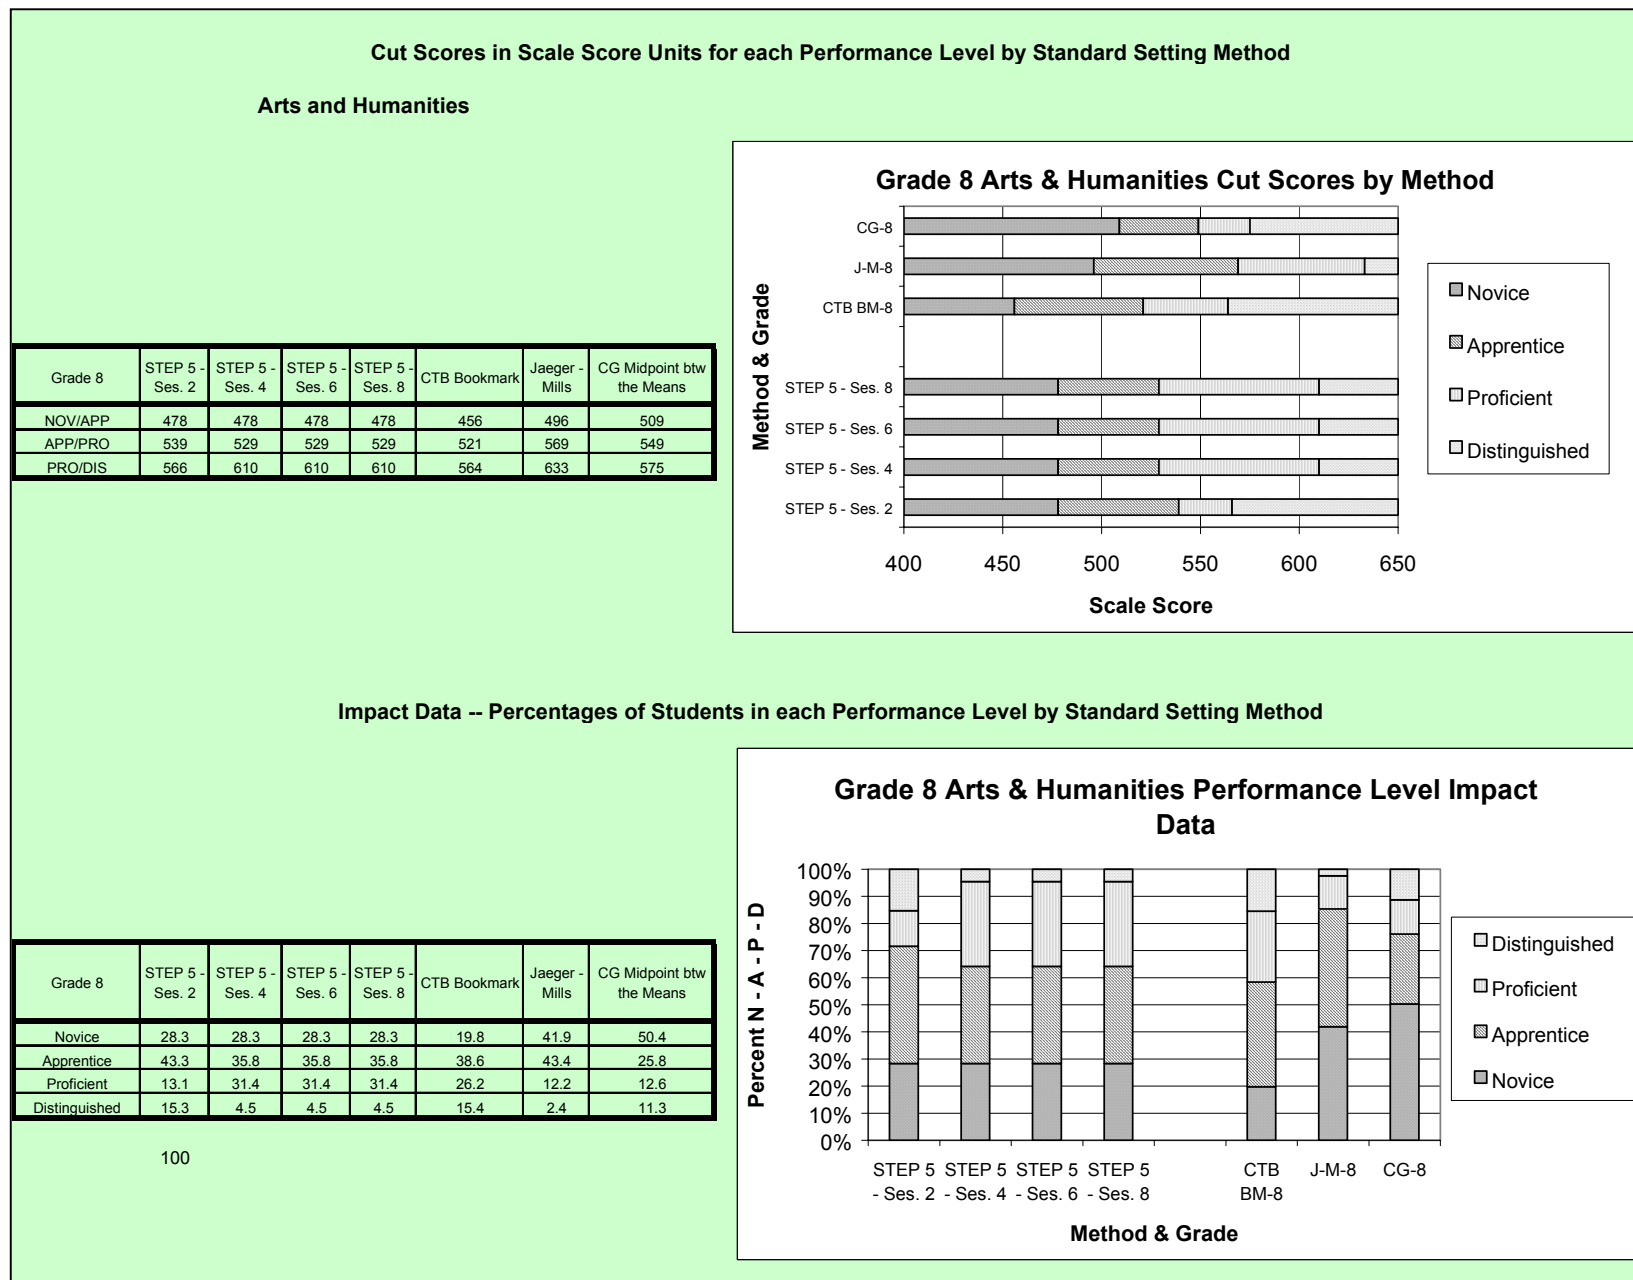 Cut Scores in Scale Score Units for each Performance Level by Standard Setting Method
Arts and Humanities
Grade 8 Arts & Humanities Cut Scores by Method
Method & Grade
CG-8
J-M-8
CTB BM-8
STEP 5 - Ses. 8
STEP 5 - Ses. 6
STEP 5 - Ses. 4
STEP 5 - Ses. 2
400 450 500 550 600 650
Scale Score
Novice
Apprentice
Proficient
Distinguished
Grade 8 STEP 5 - Ses. 2 STEP 5 - Ses. 4 STEP 5 - Ses. 6 STEP 5 - Ses. 8 CTB Bookmark Jaeger - Mills CG Midpoint btw the Means
NOV/APP 478 478 478 478 456 496 509
APP/PRO 539 529 529 529 521 569 549
PRO/DIS 566 610 610 610 564 633 575
Impact Data -- Percentages of Students in each Performance Level by Standard Setting Method
Grade 8 Arts & Humanities Performance Level Impact
Data
Percent N - A - P - D
100%
90%
80%
70%
60%
50%
40%
30%
20%
10%
0%
STEP 5 - Ses. 2 STEP 5 - Ses. 4 STEP 5 - Ses. 6 STEP 5 - Ses. 8 CTB BM-8 J-M-8 CG-8
Method & Grade
Distinguished
Proficient
Apprentice
Novice
Grade 8 STEP 5 - Ses. 2 STEP 5 - Ses. 4 STEP 5 - Ses. 6 STEP 5 - Ses. 8 CTB Bookmark Jaeger - Mills CG Midpoint btw the Means
Novice 28.3 28.3 28.3 28.3 19.8 41.9 50.4
Apprentice 43.3 35.8 35.8 35.8 38.6 43.4 25.8
Proficient 13.1 31.4 31.4 31.4 26.2 12.2 12.6
Distinguished 15.3 4.5 4.5 4.5 15.4 2.4 11.3
100